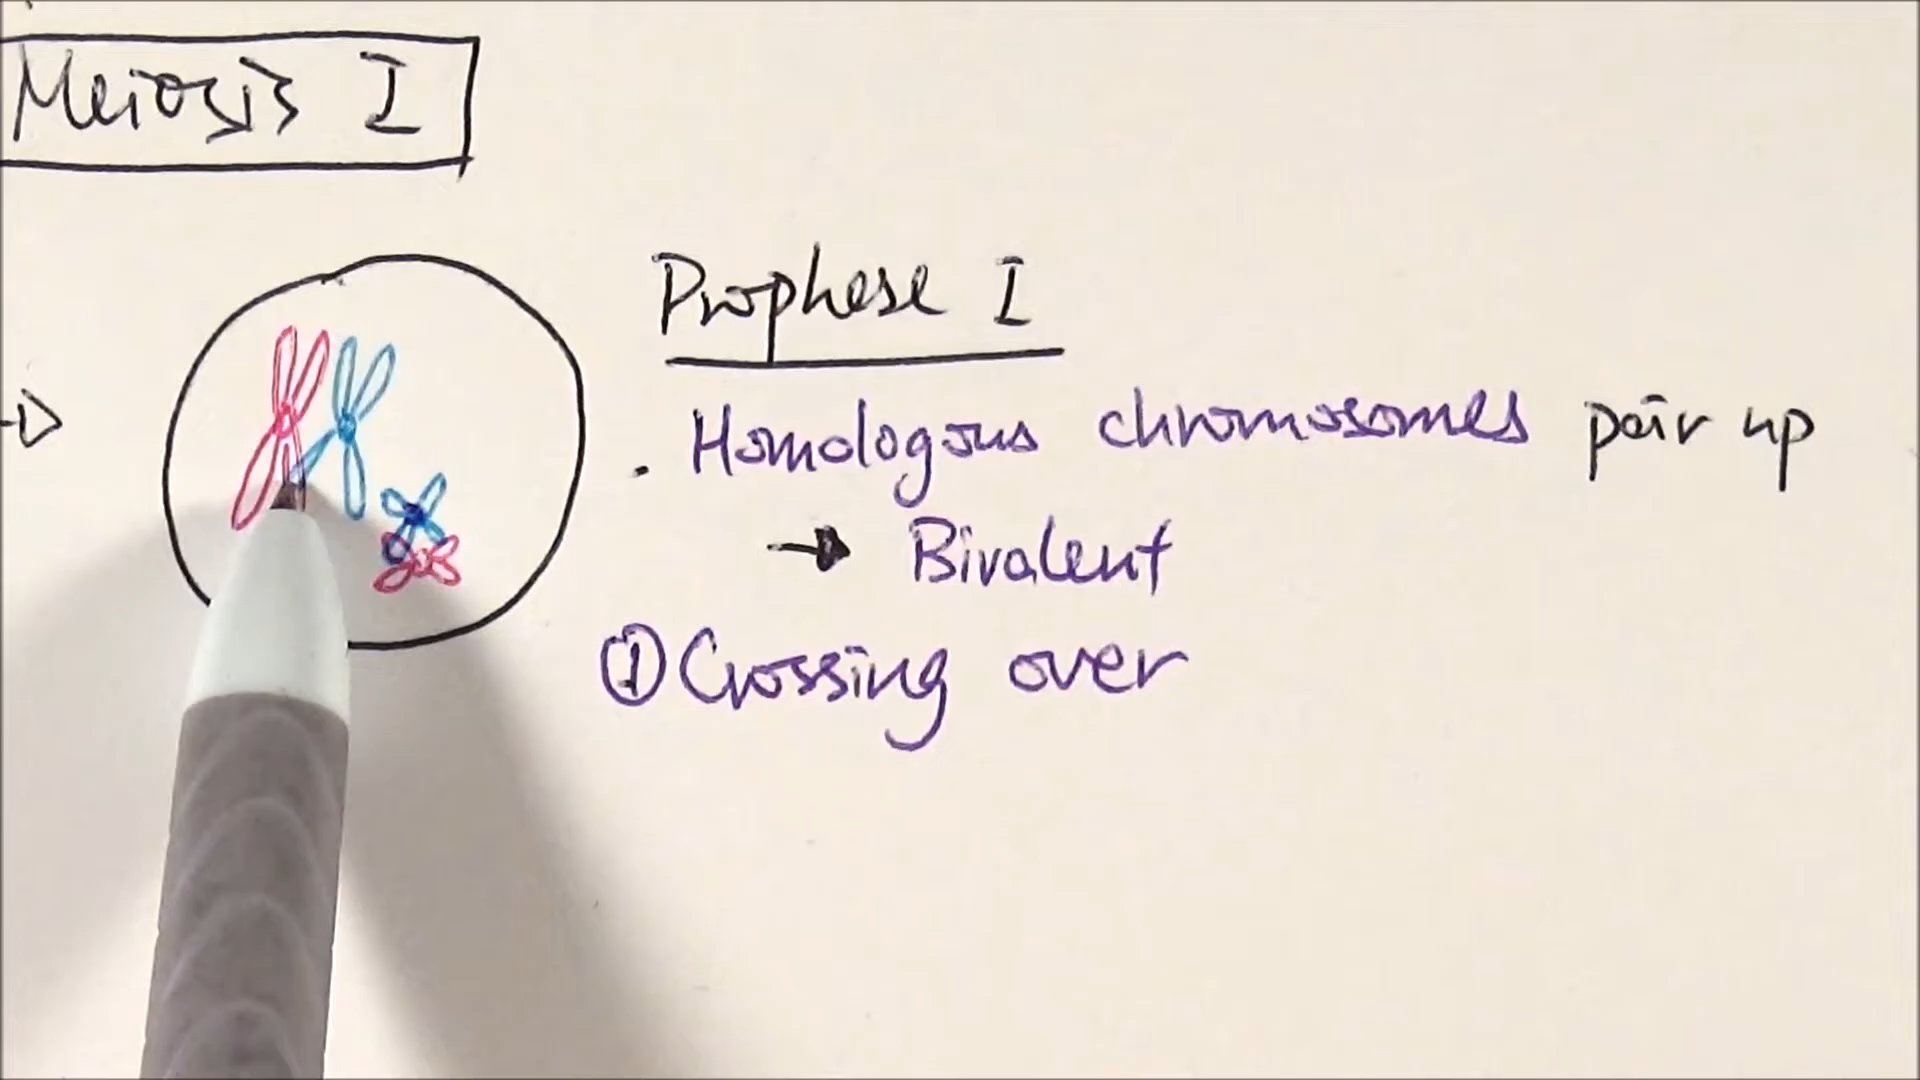 Meiosis I
Prophase I
. Homologous chromosomes pair up
→ Bivalent
① Crossing over